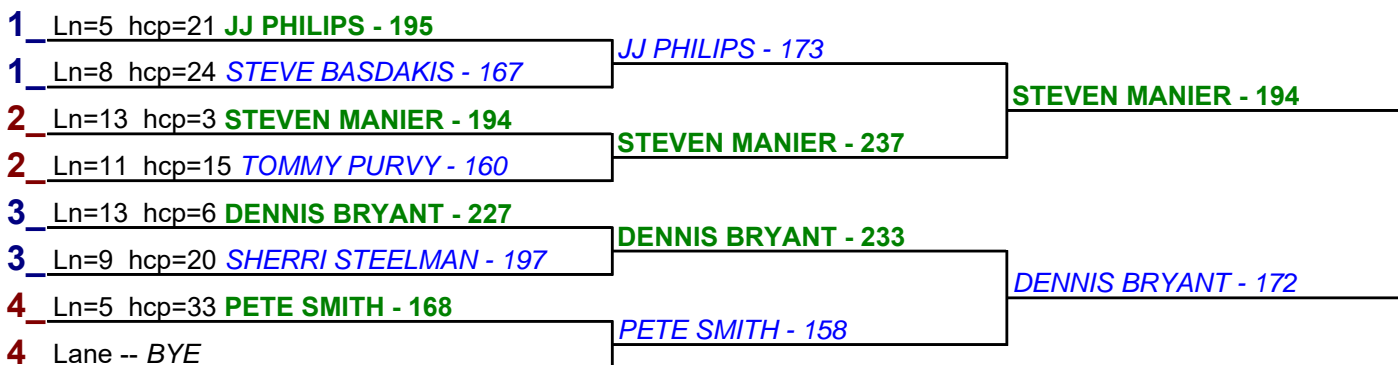 1_ Ln=5 hcp=21 JJ PHILIPS - 195
JJ PHILIPS - 173
1_ Ln=8 hcp=24 STEVE BASDAKIS - 167
STEVEN MANIER - 194
2_ Ln=13 hcp=3 STEVEN MANIER - 194
STEVEN MANIER - 237
2_ Ln=11 hcp=15 TOMMY PURVY - 160
3_ Ln=13 hcp=6 DENNIS BRYANT - 227
DENNIS BRYANT - 233
3_ Ln=9 hcp=20 SHERRI STEELMAN - 197
DENNIS BRYANT - 172
4_ Ln=5 hcp=33 PETE SMITH - 168
PETE SMITH - 158
4 Lane -- BYE